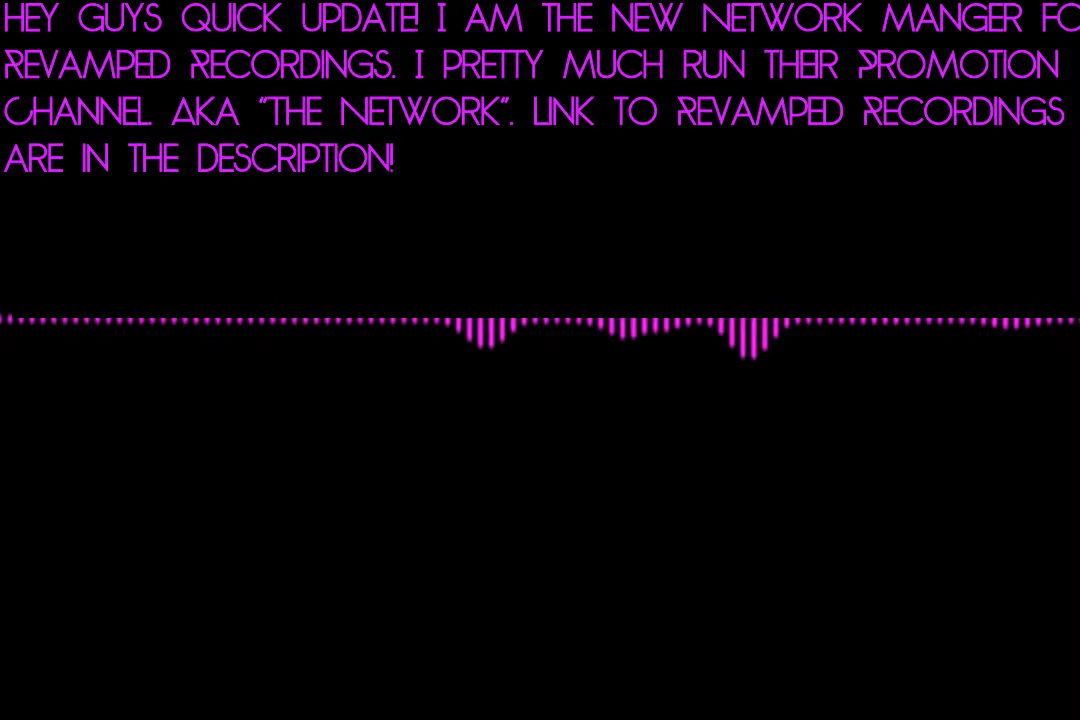 HEY GUYS QUICK UPDATE! I AM THE NEW NETWORK MANGER FO
REVAMPED RECORDINGS. I PRETTY MUCH RUN THEIR PROMOTION
CHANNEL AKA "THE NETWORK". LINK TO REVAMPED RECORDINGS
ARE IN THE DESCRIPTION!